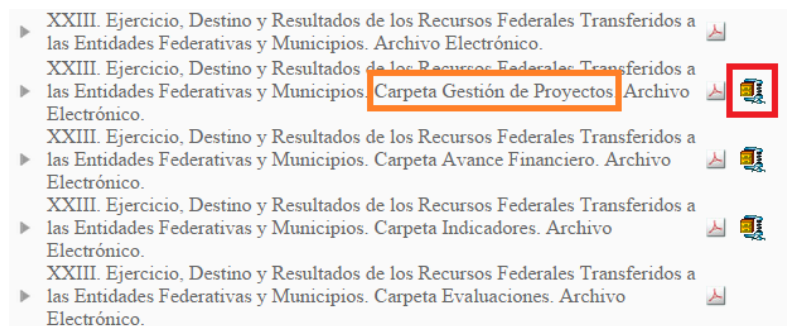 XXIII. Ejercicio, Destino y Resultados de los Recursos Federales Transferidos a
las Entidades Federativas y Municipios. Archivo Electrónico.
XXIII. Ejercicio, Destino y Resultados de los Recursos Federales Transferidos a
las Entidades Federativas y Municipios. Carpeta Gestión de Proyectos. Archivo
Electrónico.
XXIII. Ejercicio, Destino y Resultados de los Recursos Federales Transferidos a
las Entidades Federativas y Municipios. Carpeta Avance Financiero. Archivo
Electrónico.
XXIII. Ejercicio, Destino y Resultados de los Recursos Federales Transferidos a
las Entidades Federativas y Municipios. Carpeta Indicadores. Archivo
Electrónico.
XXIII. Ejercicio, Destino y Resultados de los Recursos Federales Transferidos a
las Entidades Federativas y Municipios. Carpeta Evaluaciones. Archivo
Electrónico.